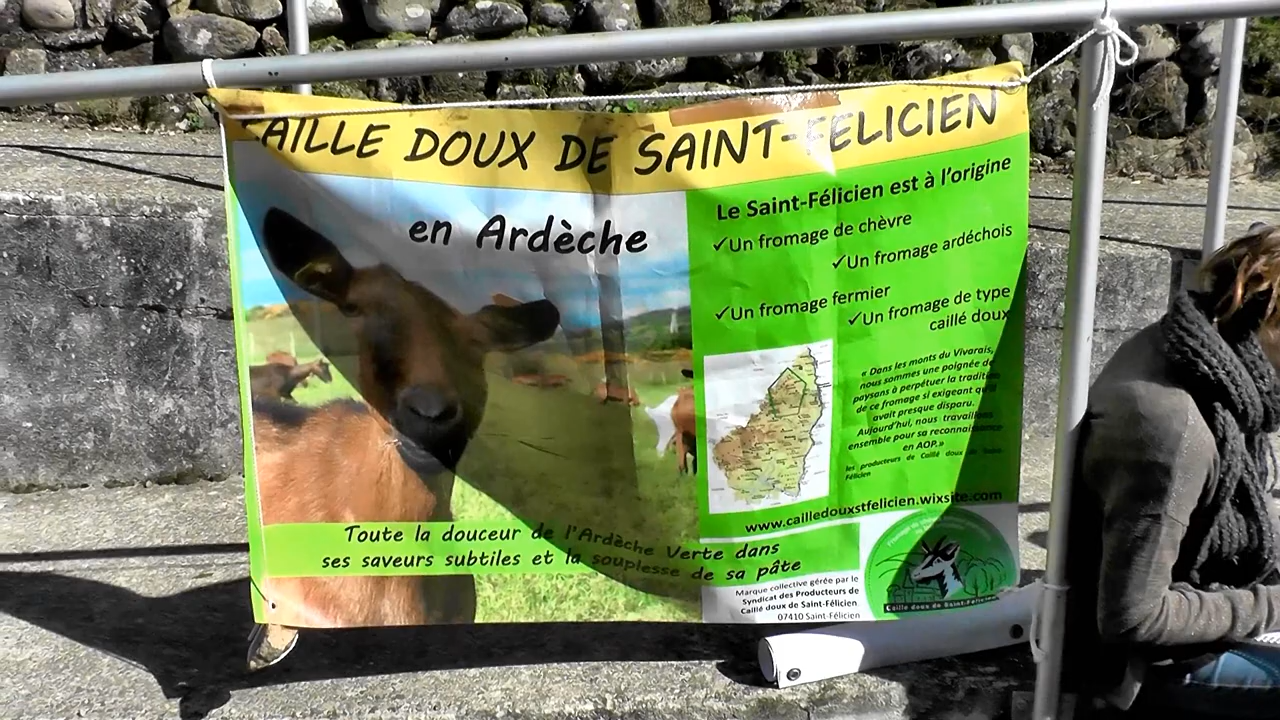 CAILLE DOUX DE SAINT-FELICIEN
en Ardèche
Le Saint-Félicien est à l'origine
✓Un fromage de chèvre
✓Un fromage ardéchois
✓Un fromage fermier
✓Un fromage de type
caillé doux
« Dans les monts du Vivarais,
nous sommes une poignée de
paysans à perpétuer la tradition
de ce fromage si exigeant qu'il
avait presque disparu.
Aujourd'hui, nous travaillons
ensemble pour sa reconnaissance
en AOP.»
les producteurs de Caillé doux de Saint-
Félicien
www.cailledouxstfelicien.wixsite.com
Toute la douceur de l'Ardèche Verte dans
ses saveurs subtiles et la souplesse de sa pâte
Marque collective gérée par le
Syndicat des Producteurs de
Caillé doux de Saint-Félicien
07410 Saint-Félicien
Caille doux de Saint-Félicien